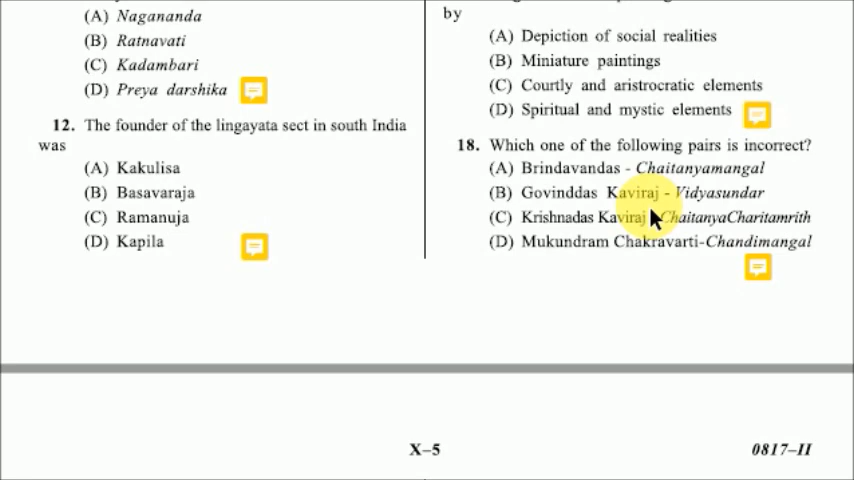 (A) Nagananda
(B) Ratnavati
(C) Kadambari
(D) Preya darshika
12. The founder of the lingayata sect in south India
was
(A) Kakulisa
(B) Basavaraja
(C) Ramanuja
(D) Kapila
by
(A) Depiction of social realities
(B) Miniature paintings
(C) Courtly and aristrocratic elements
(D) Spiritual and mystic elements
18. Which one of the following pairs is incorrect?
(A) Brindavandas - Chaitanyamangal
(B) Govinddas Kaviraj - Vidyasundar
(C) Krishnadas Kaviraj ChaitanyaCharitamrith
(D) Mukundram Chakravarti-Chandimangal
X–5
0817–II